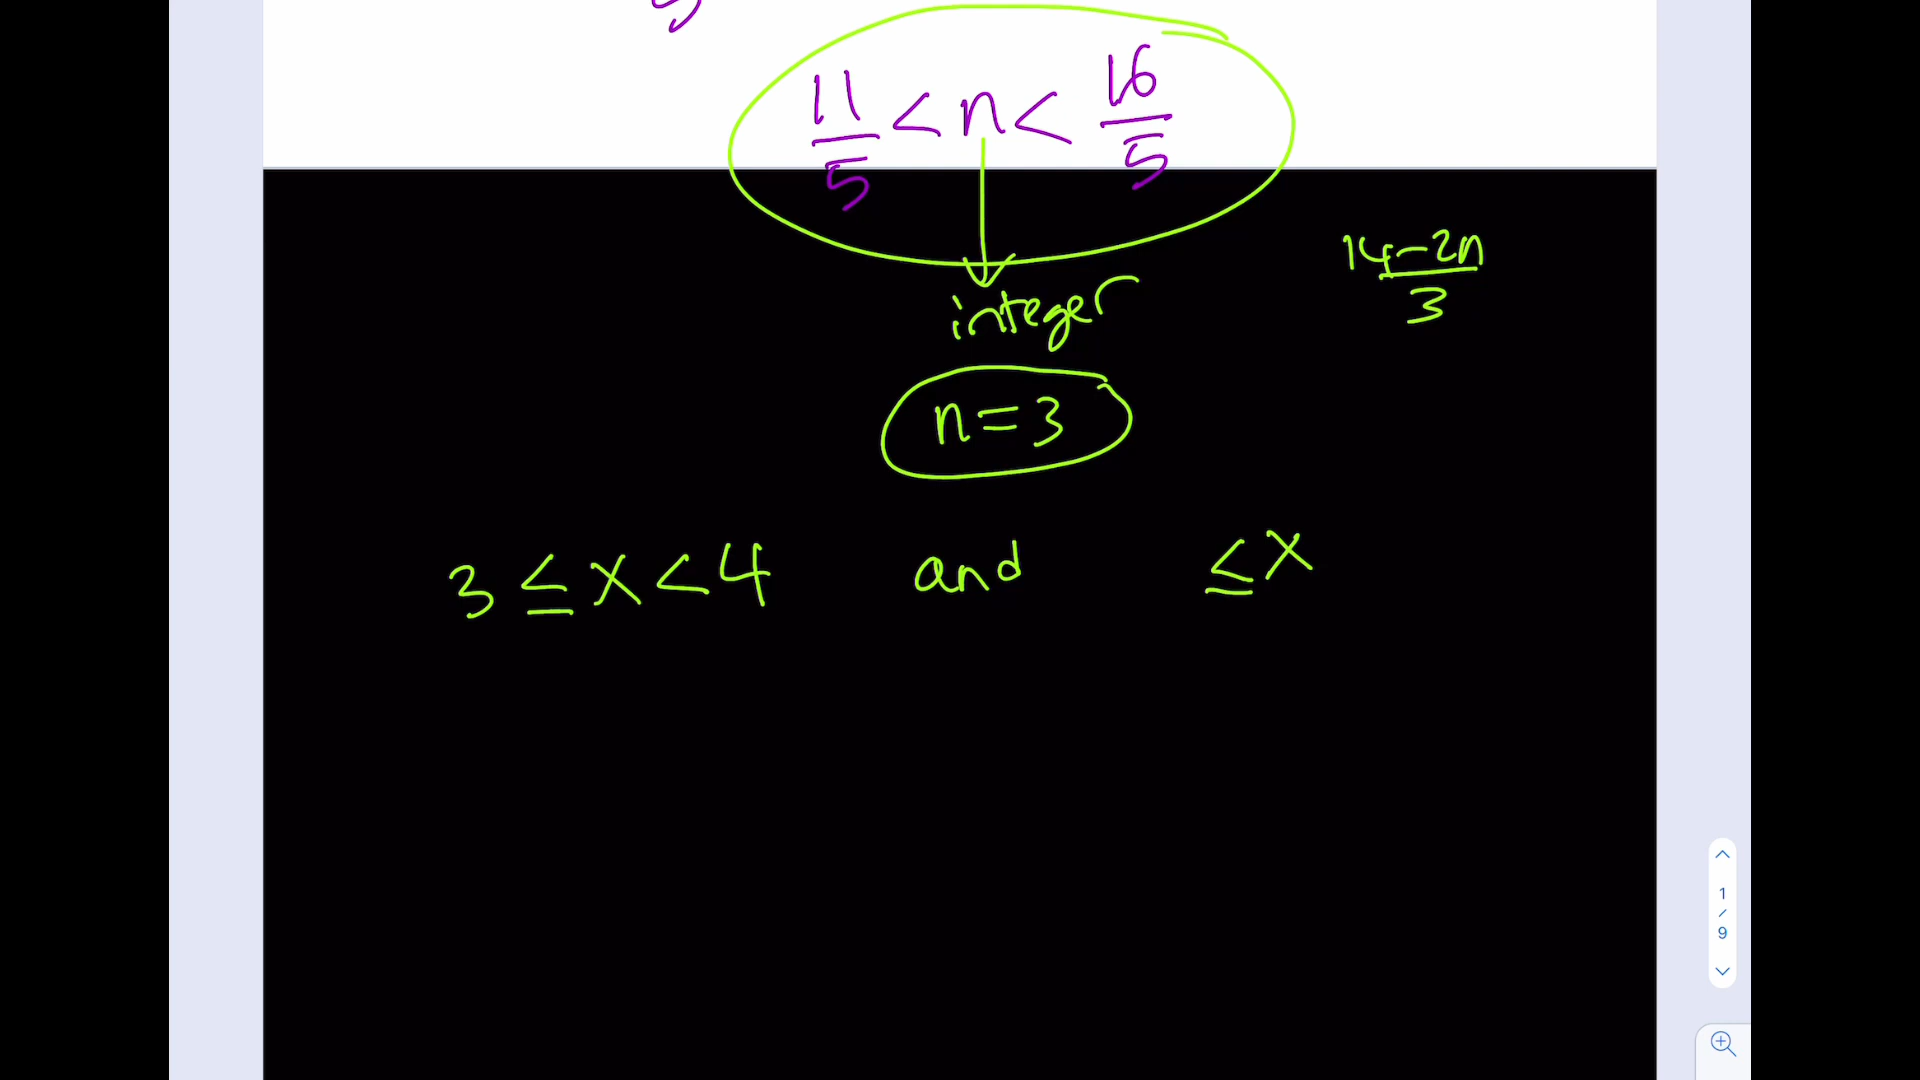 11/5 < n < 16/5
14-2n/3
integer
n = 3
3 ≤ x < 4 and ≤ x
1
/
9